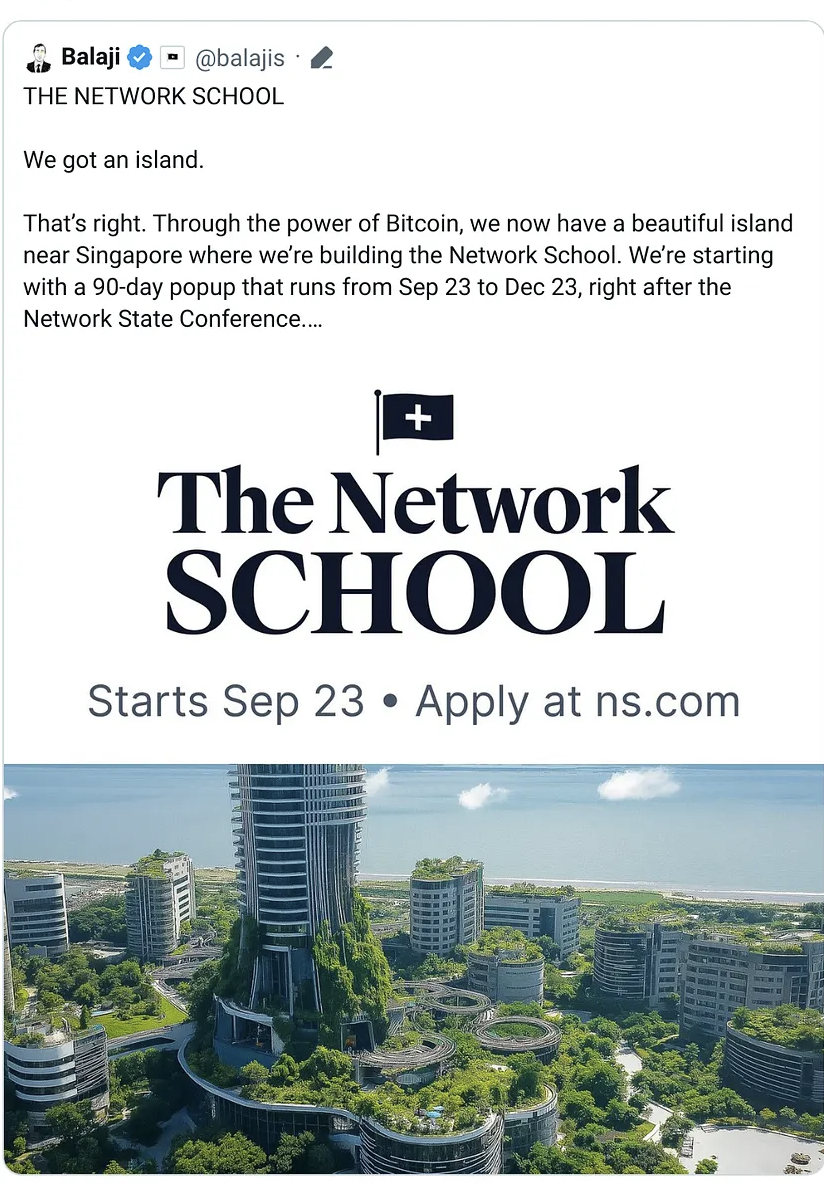 Balaji @balajis ·
THE NETWORK SCHOOL
We got an island.
That’s right. Through the power of Bitcoin, we now have a beautiful island
near Singapore where we’re building the Network School. We’re starting
with a 90-day popup that runs from Sep 23 to Dec 23, right after the
Network State Conference.…
The Network
SCHOOL
Starts Sep 23 • Apply at ns.com